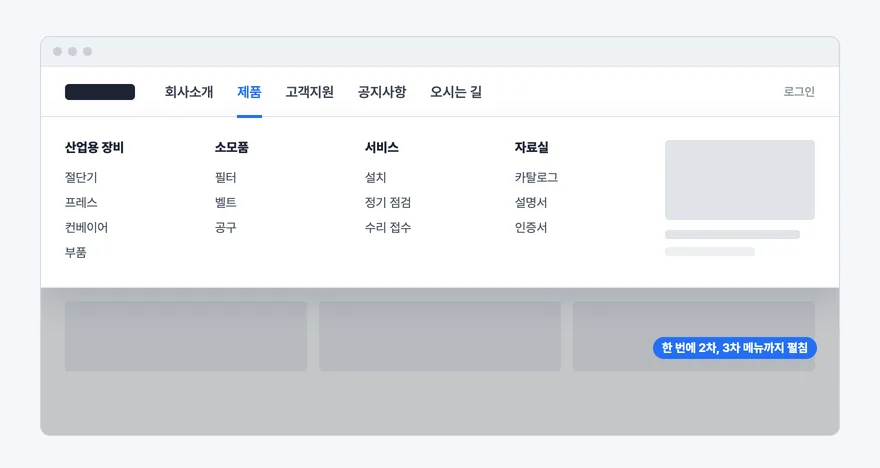 회사소개 제품 고객지원 공지사항 오시는 길 로그인
산업용 장비
절단기
프레스
컨베이어
부품
소모품
필터
벨트
공구
서비스
설치
정기 점검
수리 접수
자료실
카탈로그
설명서
인증서
한 번에 2차, 3차 메뉴까지 펼침